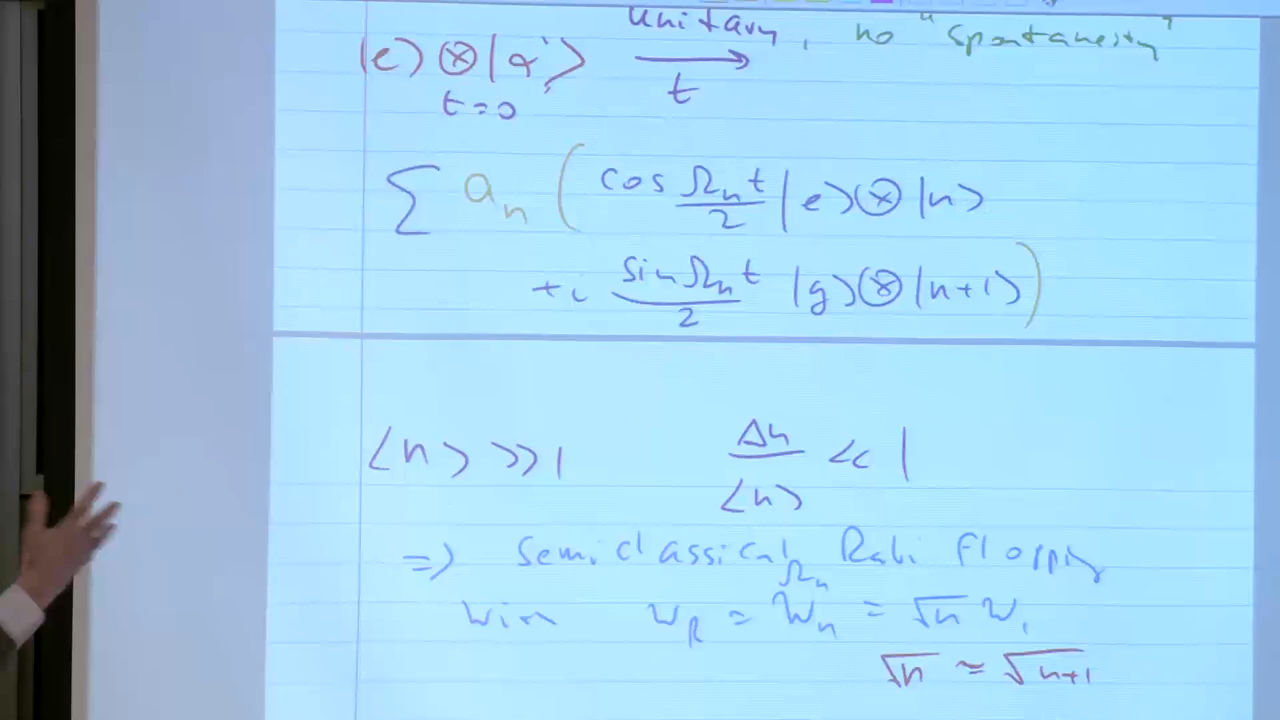 unitary, no "spontaneity"
|e⟩ ⊗ |α⟩ ⟶
t=0 t
∑ aₙ ( cos Ωₙt/2 |e⟩ ⊗ |n⟩
+i sin Ωₙt/2 |g⟩ ⊗ |n+1⟩ )
⟨n⟩ >> 1 Δn/⟨n⟩ << 1
=> Semiclassical Rabi flopping
Ωₙ
with ω_R = ωₙ = √n ω₁
√n ≈ √n+1